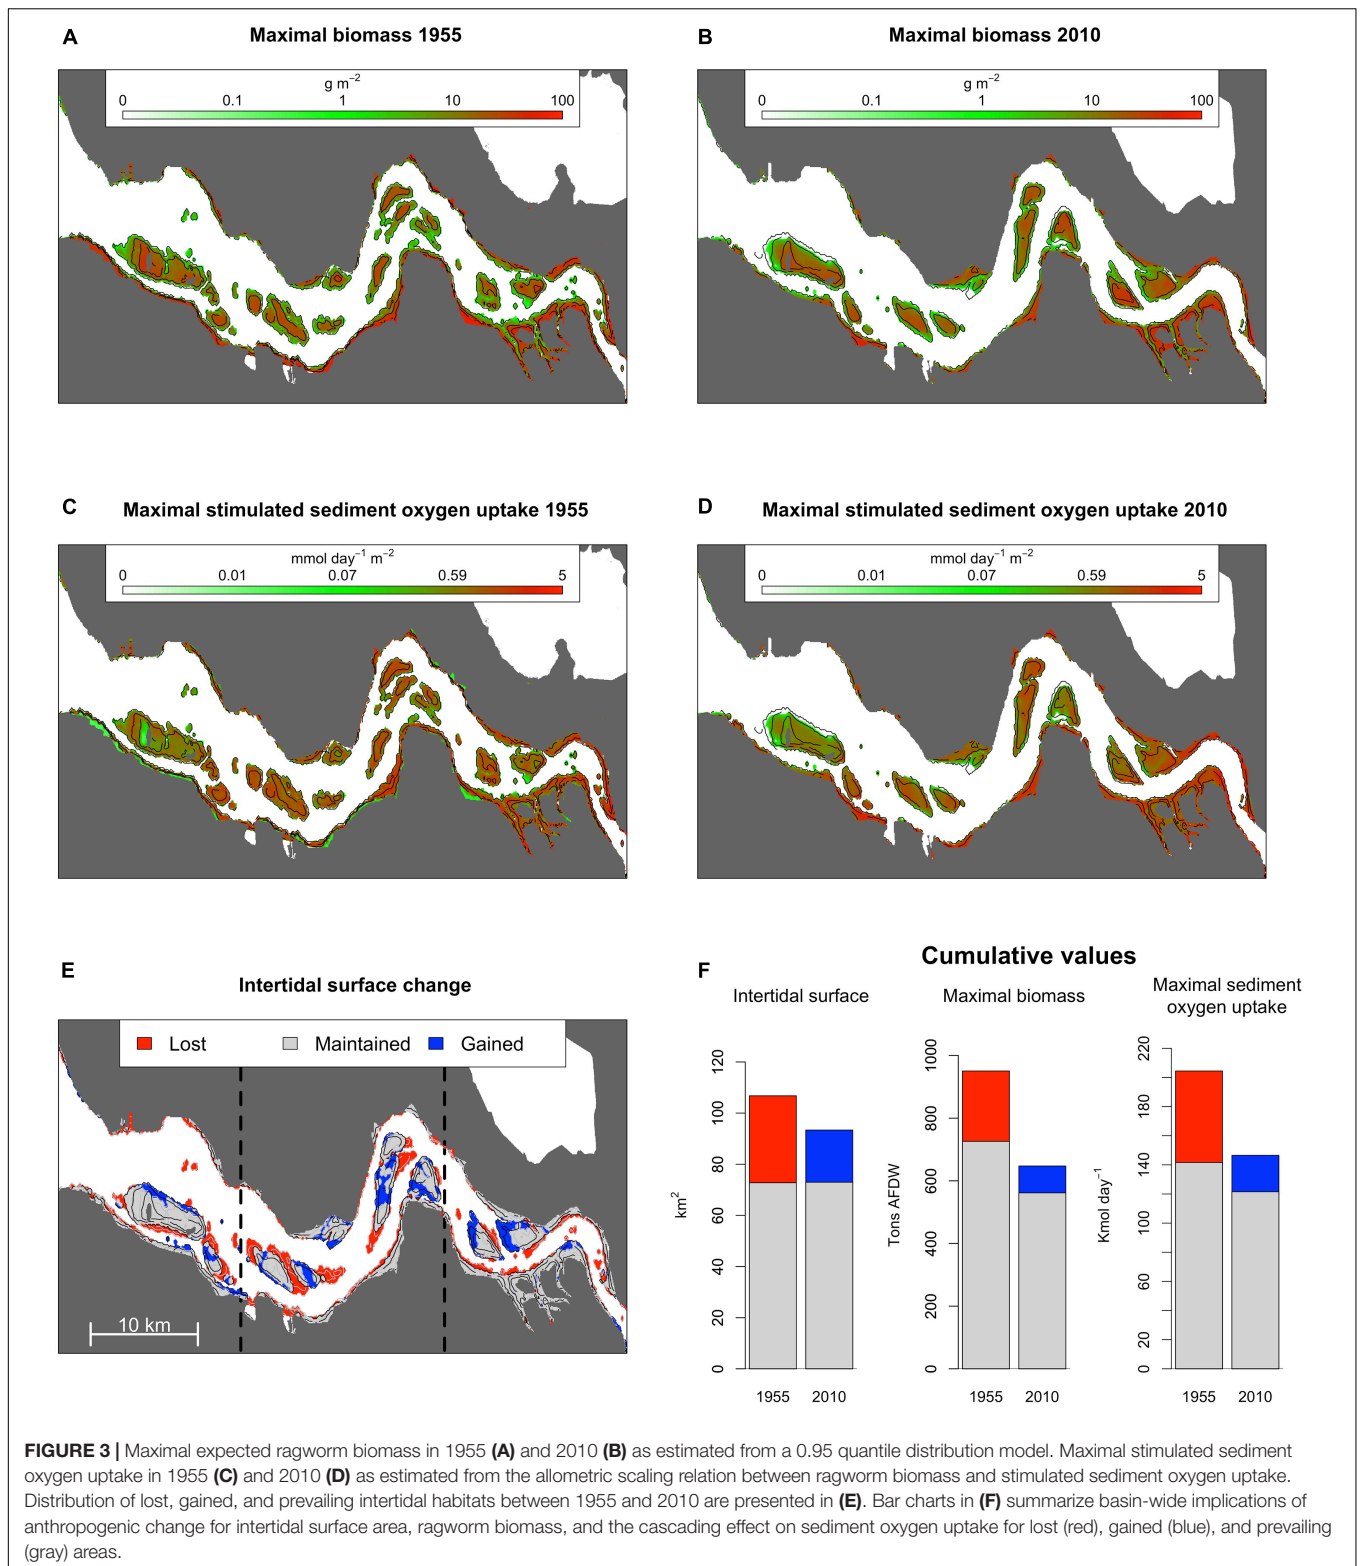 A
Maximal biomass 1955
g m−2
0 0.1 1 10 100
B
Maximal biomass 2010
g m−2
0 0.1 1 10 100
C
Maximal stimulated sediment oxygen uptake 1955
mmol day−1 m−2
0 0.01 0.07 0.59 5
D
Maximal stimulated sediment oxygen uptake 2010
mmol day−1 m−2
0 0.01 0.07 0.59 5
E
Intertidal surface change
Lost Maintained Gained
10 km
F
Cumulative values
Intertidal surface
km2
0 20 40 60 80 100 120
1955 2010
Maximal biomass
Tons AFDW
0 200 400 600 800 1000
1955 2010
Maximal sediment
oxygen uptake
Kmol day−1
0 20 60 100 140 180 220
1955 2010
FIGURE 3 | Maximal expected ragworm biomass in 1955 (A) and 2010 (B) as estimated from a 0.95 quantile distribution model. Maximal stimulated sediment
oxygen uptake in 1955 (C) and 2010 (D) as estimated from the allometric scaling relation between ragworm biomass and stimulated sediment oxygen uptake.
Distribution of lost, gained, and prevailing intertidal habitats between 1955 and 2010 are presented in (E). Bar charts in (F) summarize basin-wide implications of
anthropogenic change for intertidal surface area, ragworm biomass, and the cascading effect on sediment oxygen uptake for lost (red), gained (blue), and prevailing
(gray) areas.